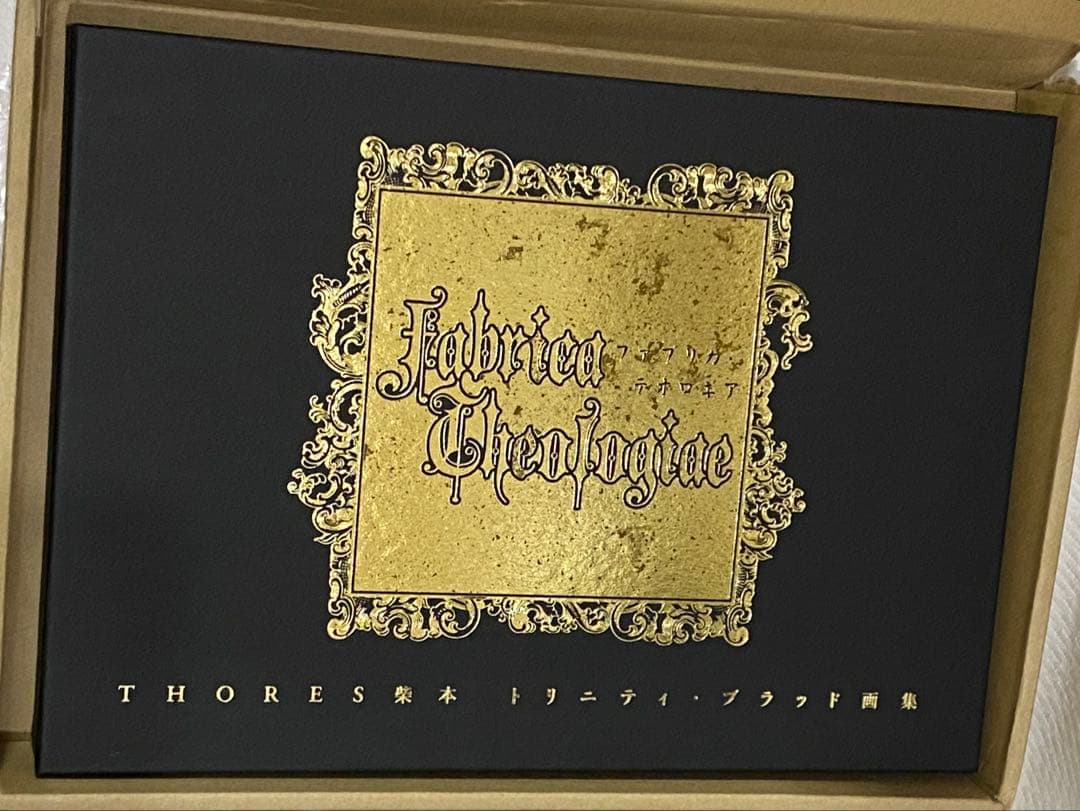 Fabrica
ファブリカ
Theologiae
テオロギア
THORES柴本 トリニティ・ブラッド画集